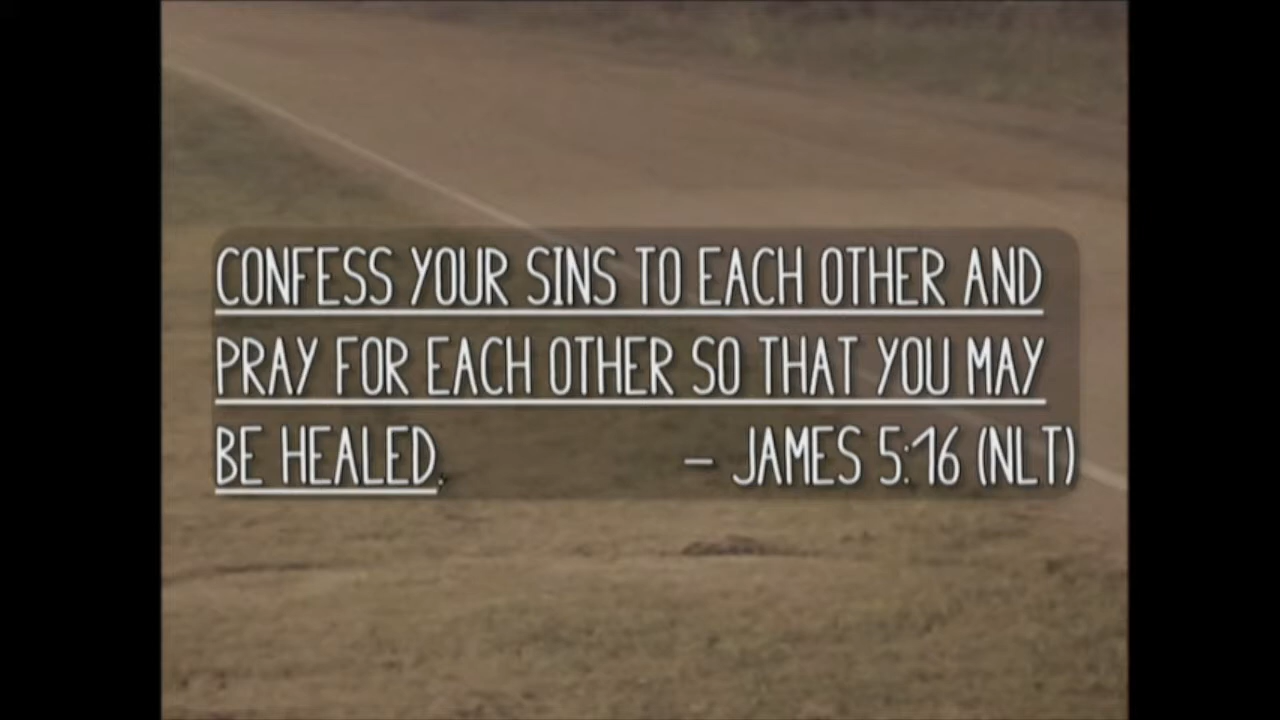 CONFESS YOUR SINS TO EACH OTHER AND
PRAY FOR EACH OTHER SO THAT YOU MAY
BE HEALED. – JAMES 5:16 (NLT)